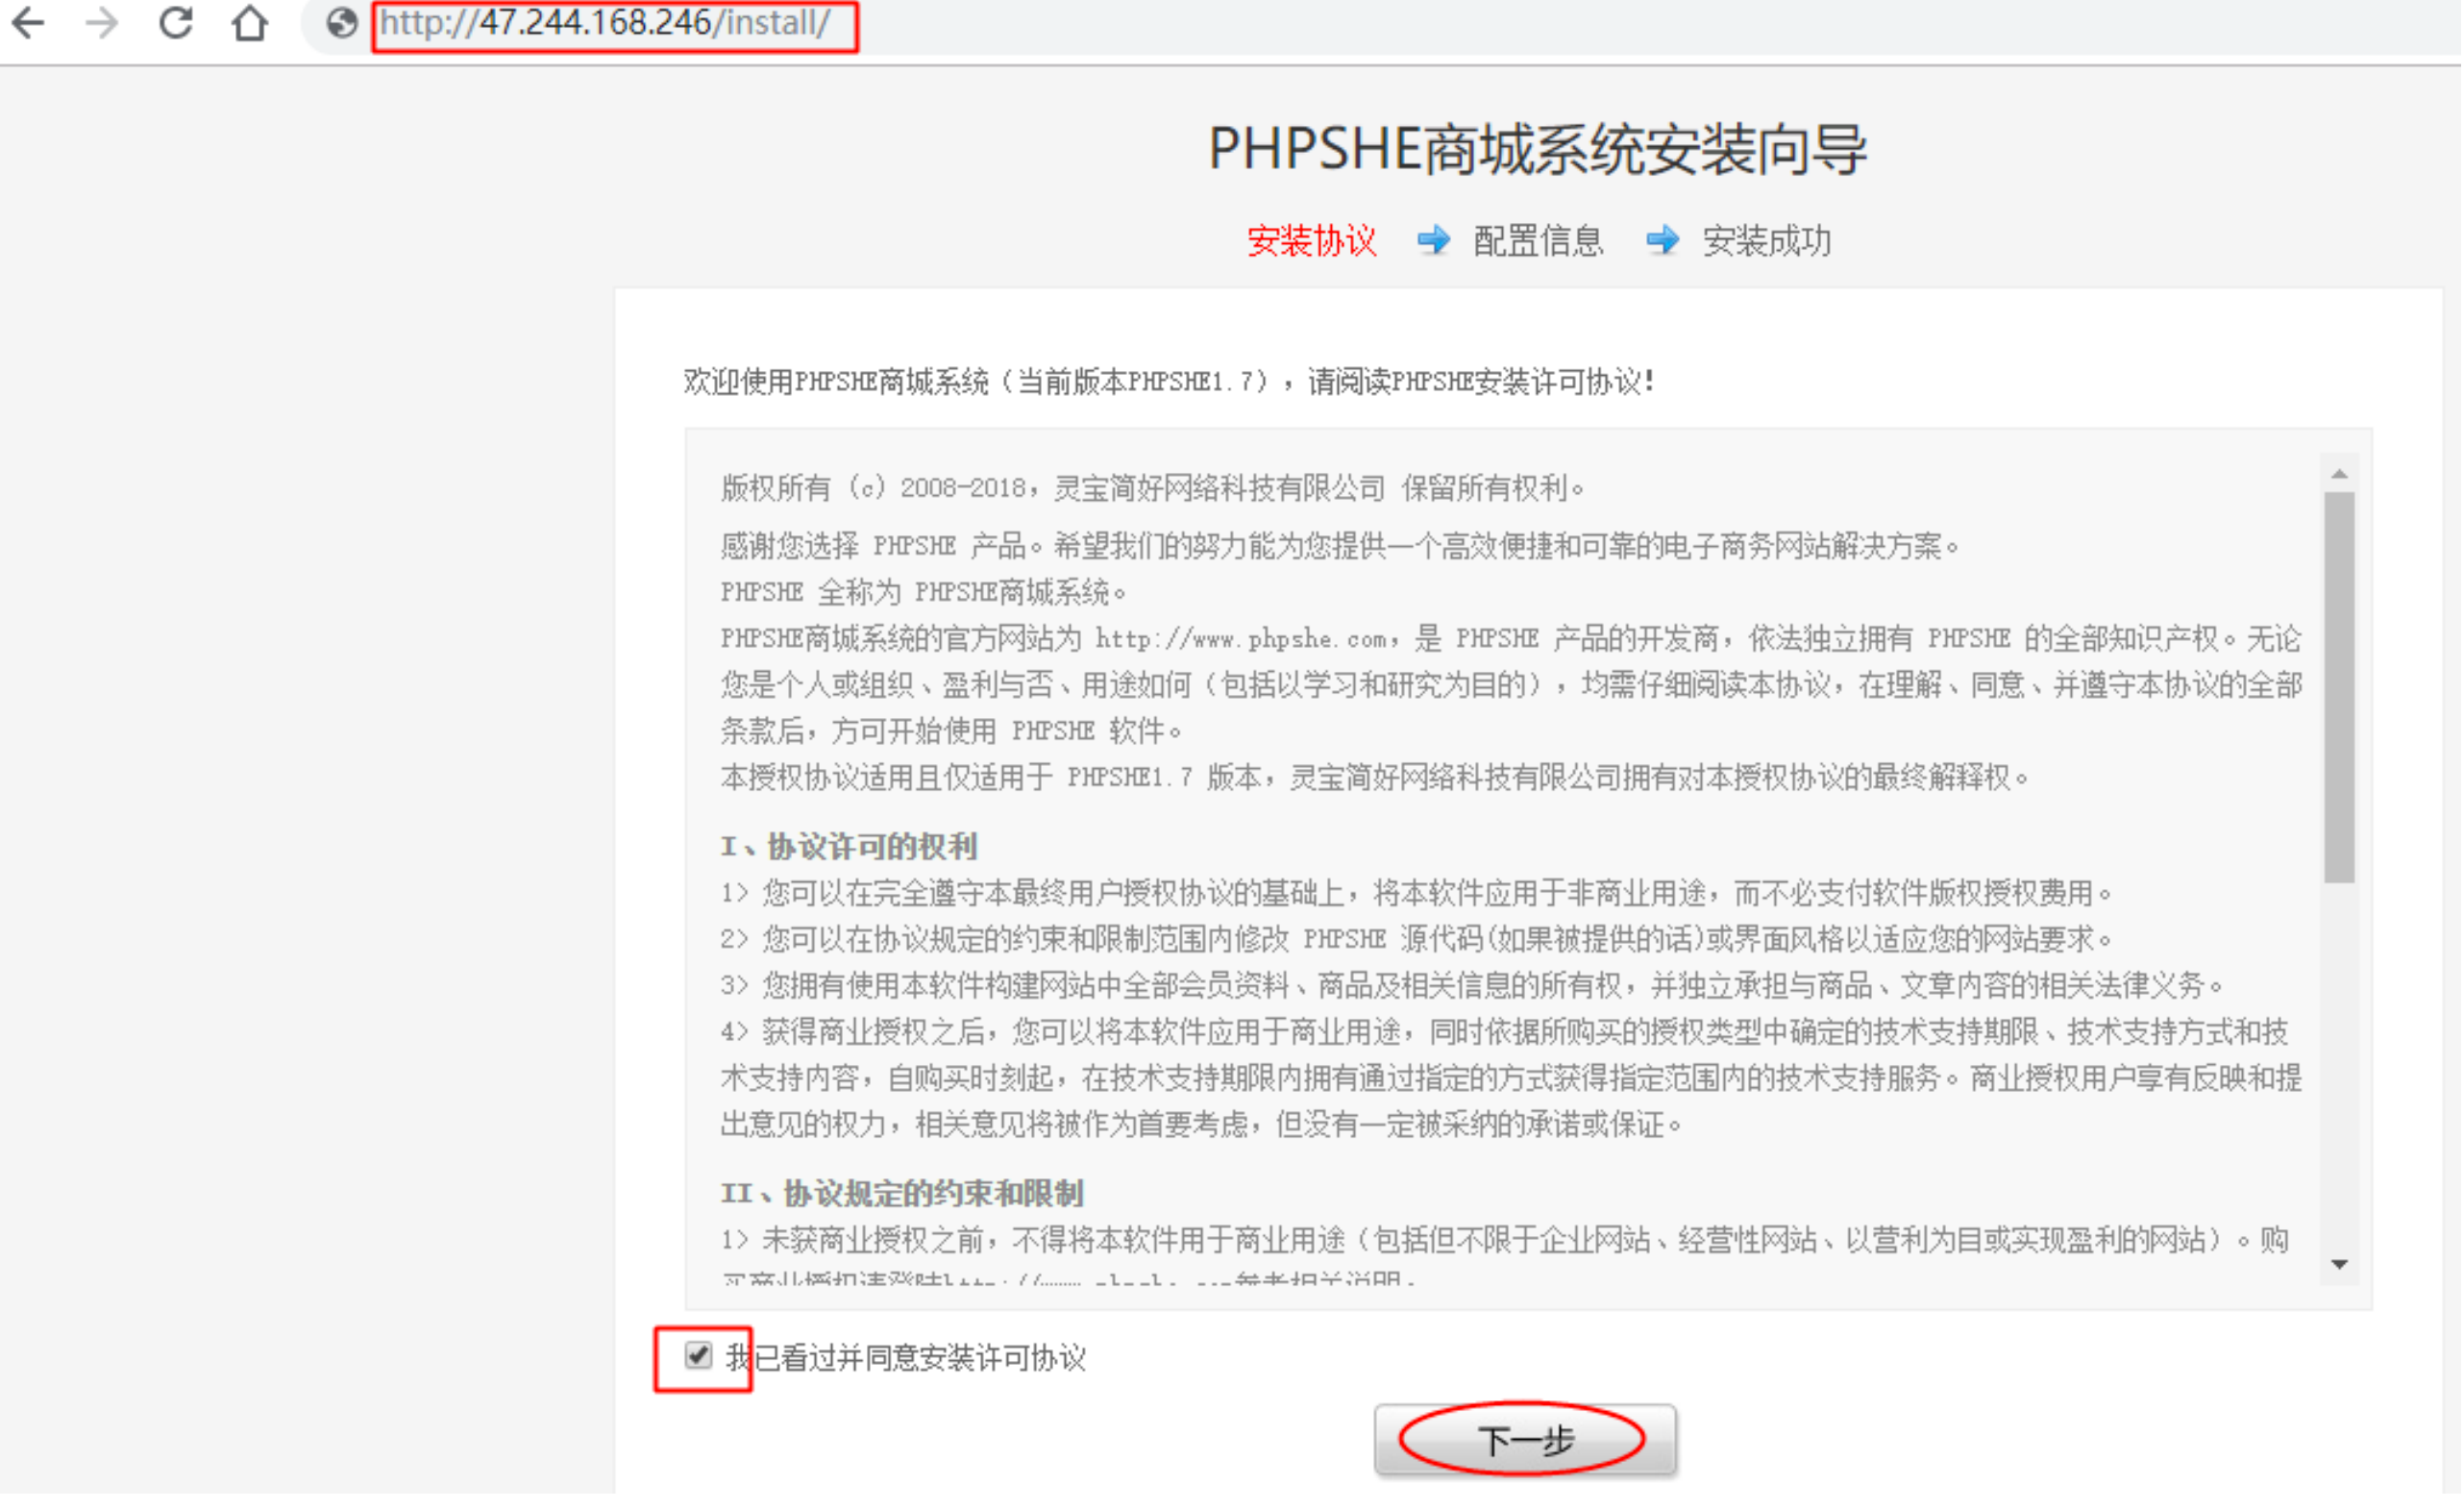 http://47.244.168.246/install/
PHPSHE商城系统安装向导
安装协议 配置信息 安装成功
欢迎使用PHPSHE商城系统（当前版本PHPSHE1.7），请阅读PHPSHE安装许可协议!
版权所有 (c) 2008-2018，灵宝简好网络科技有限公司 保留所有权利。
感谢您选择 PHPSHE 产品。希望我们的努力能为您提供一个高效便捷和可靠的电子商务网站解决方案。
PHPSHE 全称为 PHPSHE商城系统。
PHPSHE商城系统的官方网站为 http://www.phpshe.com，是 PHPSHE 产品的开发商，依法独立拥有 PHPSHE 的全部知识产权。无论
您是个人或组织、盈利与否、用途如何（包括以学习和研究为目的），均需仔细阅读本协议，在理解、同意、并遵守本协议的全部
条款后，方可开始使用 PHPSHE 软件。
本授权协议适用且仅适用于 PHPSHE1.7 版本，灵宝简好网络科技有限公司拥有对本授权协议的最终解释权。
I、协议许可的权利
1> 您可以在完全遵守本最终用户授权协议的基础上，将本软件应用于非商业用途，而不必支付软件版权授权费用。
2> 您可以在协议规定的约束和限制范围内修改 PHPSHE 源代码(如果被提供的话)或界面风格以适应您的网站要求。
3> 您拥有使用本软件构建网站中全部会员资料、商品及相关信息的所有权，并独立承担与商品、文章内容的相关法律义务。
4> 获得商业授权之后，您可以将本软件应用于商业用途，同时依据所购买的授权类型中确定的技术支持期限、技术支持方式和技
术支持内容，自购买时刻起，在技术支持期限内拥有通过指定的方式获得指定范围内的技术支持服务。商业授权用户享有反映和提
出意见的权力，相关意见将被作为首要考虑，但没有一定被采纳的承诺或保证。
II、协议规定的约束和限制
1> 未获商业授权之前，不得将本软件用于商业用途（包括但不限于企业网站、经营性网站、以营利为目或实现盈利的网站）。购
买商业授权请登陆http://www.phpshe.com参考相关说明。
我已看过并同意安装许可协议
下一步